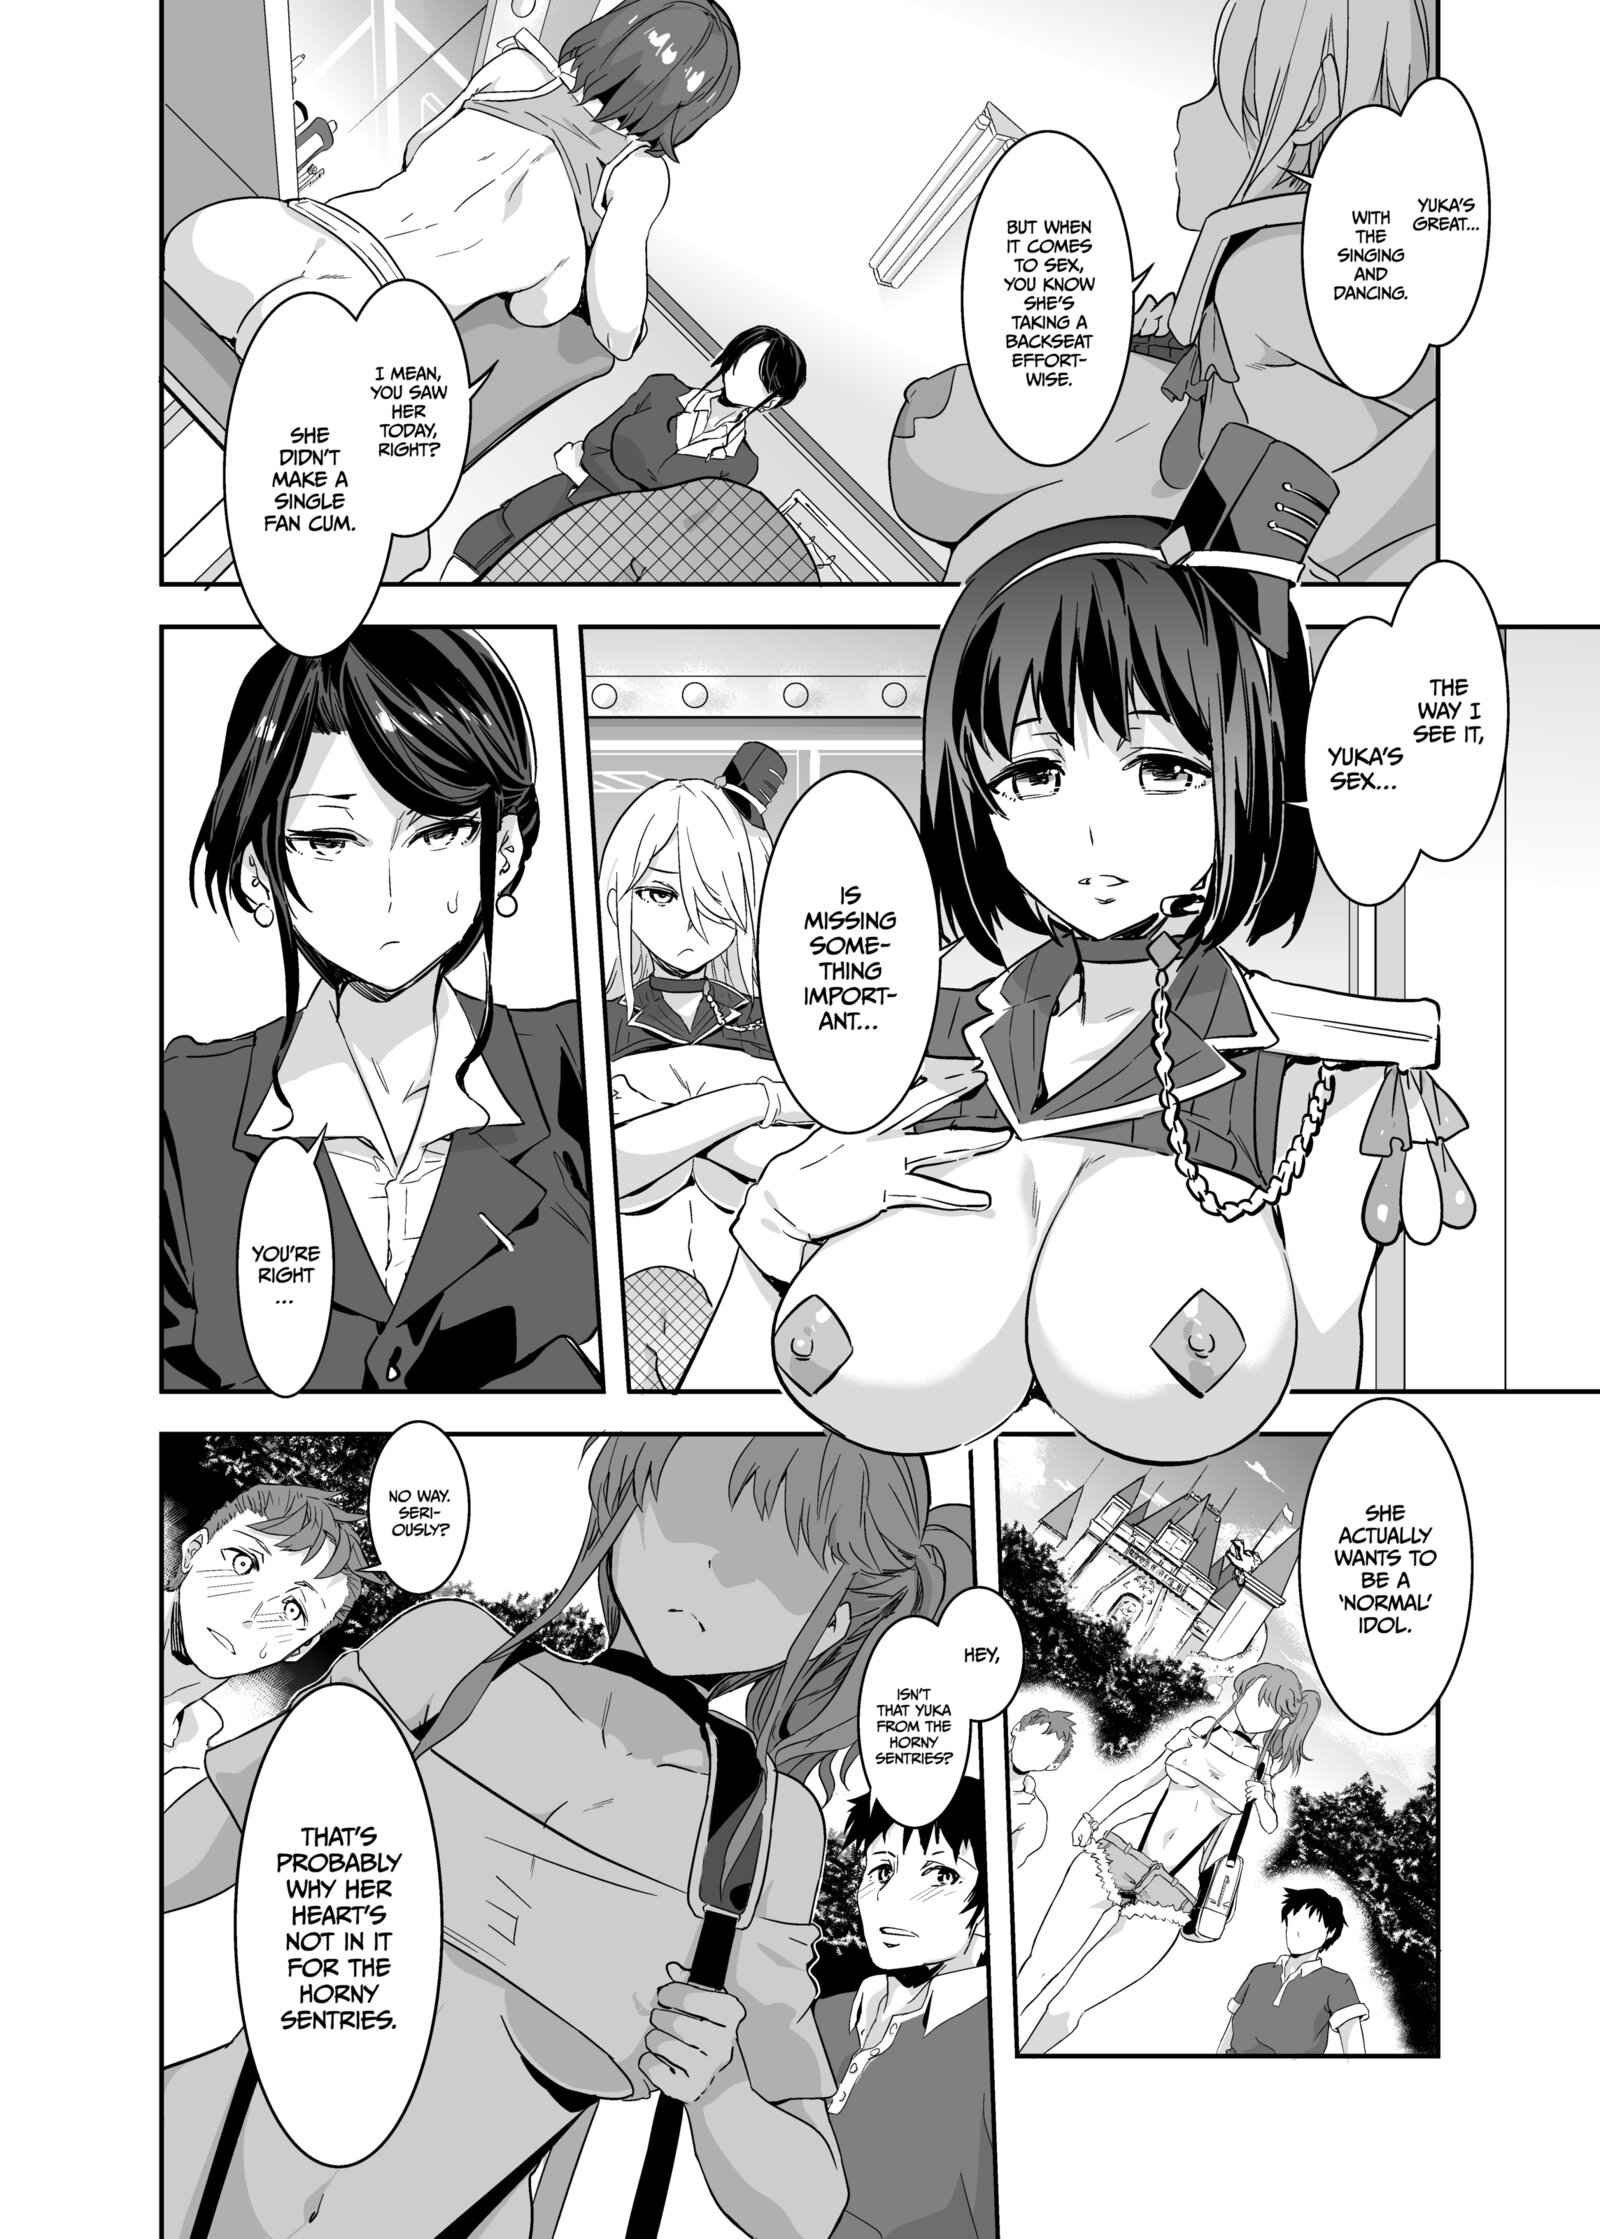 YUKA'S
GREAT...
WITH
THE
SINGING
AND
DANCING.
BUT WHEN
IT COMES
TO SEX,
YOU KNOW
SHE'S
TAKING A
BACKSEAT
EFFORT-
WISE.
I MEAN,
YOU SAW
HER
TODAY,
RIGHT?
SHE
DIDN'T
MAKE A
SINGLE
FAN CUM.
THE
WAY I
SEE IT,
YUKA'S
SEX...
IS
MISSING
SOME-
THING
IMPORT-
ANT...
YOU'RE
RIGHT
...
SHE
ACTUALLY
WANTS TO
BE A
'NORMAL'
IDOL.
HEY,
ISN'T
THAT YUKA
FROM THE
HORNY
SENTRIES?
NO WAY.
SERI-
OUSLY?
THAT'S
PROBABLY
WHY HER
HEART'S
NOT IN IT
FOR THE
HORNY
SENTRIES.